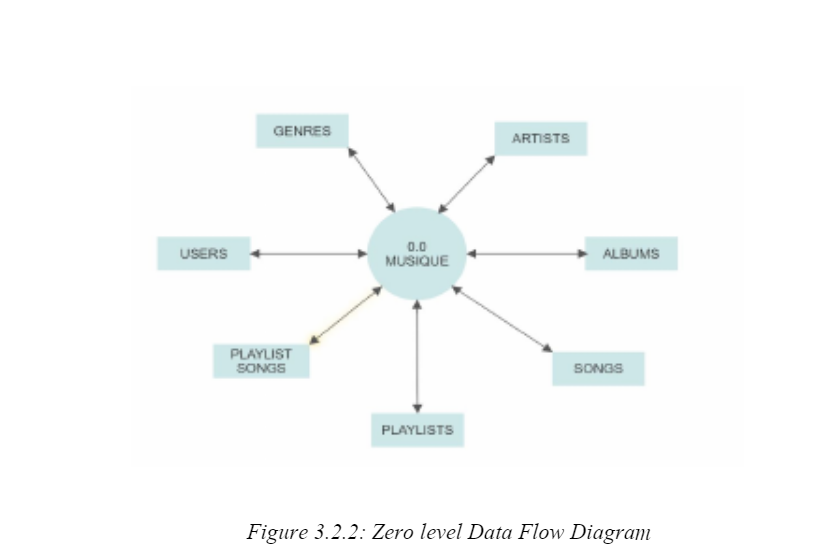 GENRES
ARTISTS
USERS
0.0
MUSIQUE
ALBUMS
PLAYLIST
SONGS
SONGS
PLAYLISTS
Figure 3.2.2: Zero level Data Flow Diagram